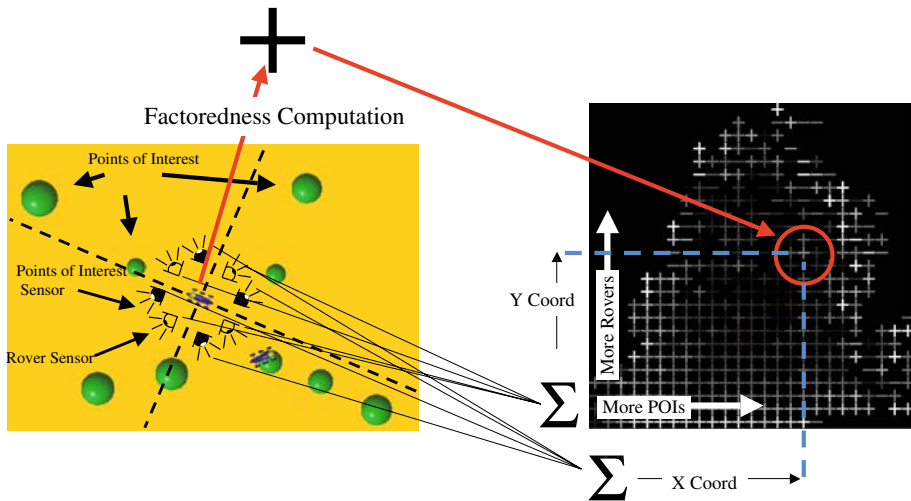 Factoredness Computation
Points of Interest
Points of Interest
Sensor
Rover Sensor
Y Coord
More Rovers
Σ
More POIs
Σ
X Coord